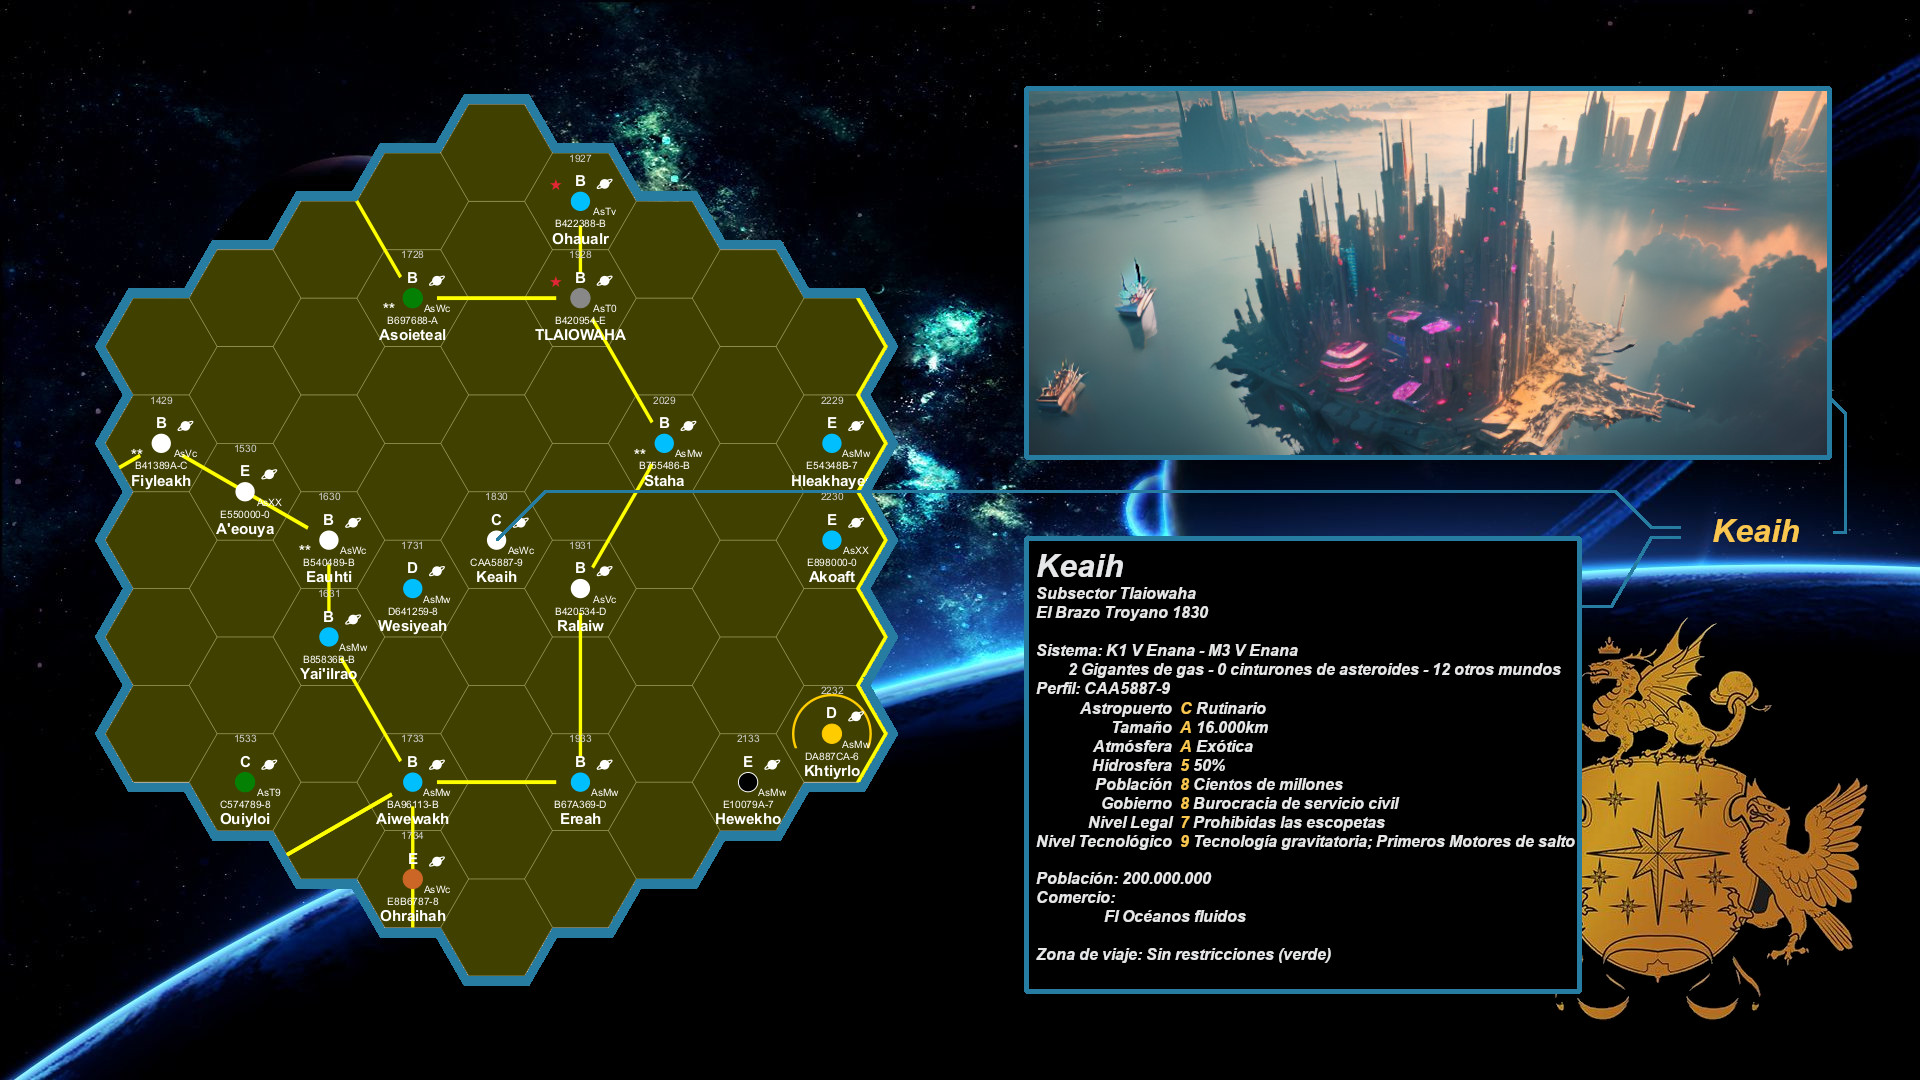 1927
B
AsTv
B422388-B
Ohaualr
1728
B
**
AsWc
B697688-A
Asoieteal
1928
B
AsT0
TLAIOWAHA
1429
B
**
AsVc
B41389A-C
Fiyleakh
1530
E
E550000-0
A'eouya
2029
B
**
AsMw
B755486-B
Staha
2229
E
AsMw
E54348B-7
Hleakhaye
1630
B
**
AsWc
B540489-B
Eauhti
1830
C
AsWc
CAA5887-9
Keaih
2230
E
AsXX
E898000-0
Akoaft
1731
D
AsMw
D641259-8
Wesiyeah
1931
B
AsVc
B420534-D
Ralaiw
1631
B
AsMw
Yai'ilrao
2232
D
AsMw
DA887CA-6
Khtiyrlo
1533
C
AsT9
C574789-8
Ouiyloi
1733
B
AsMw
BA96113-B
Aiwewakh
1933
B
AsMw
B67A369-D
Ereah
2133
E
AsMw
E10079A-7
Hewekho
1734
E
AsWc
E8B6787-8
Ohraihah
Keaih
Keaih
Subsector Tlaiowaha
El Brazo Troyano 1830
Sistema: K1 V Enana - M3 V Enana
2 Gigantes de gas - 0 cinturones de asteroides - 12 otros mundos
Perfil: CAA5887-9
Astropuerto C Rutinario
Tamaño A 16.000km
Atmósfera A Exótica
Hidrosfera 5 50%
Población 8 Cientos de millones
Gobierno 8 Burocracia de servicio civil
Nivel Legal 7 Prohibidas las escopetas
Nivel Tecnológico 9 Tecnología gravitatoria; Primeros Motores de salto
Población: 200.000.000
Comercio:
Fl Océanos fluidos
Zona de viaje: Sin restricciones (verde)